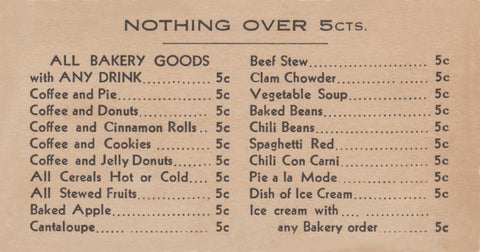 NOTHING OVER 5CTS.
ALL BAKERY GOODS
with ANY DRINK.............. 5c
Coffee and Pie.................... 5c
Coffee and Donuts............... 5c
Coffee and Cinnamon Rolls .. 5c
Coffee and Cookies ............ 5c
Coffee and Jelly Donuts........ 5c
All Cereals Hot or Cold.... 5c
All Stewed Fruits............... 5c
Baked Apple..................... 5c
Cantaloupe....................... 5c
Beef Stew.......................... 5c
Clam Chowder.................... 5c
Vegetable Soup................... 5c
Baked Beans...................... 5c
Chili Beans........................ 5c
Spaghetti Red.................... 5c
Chili Con Carni .................. 5c
Pie a la Mode .................... 5c
Dish of Ice Cream............... 5c
Ice cream with .... ...............
any Bakery order ........ 5c